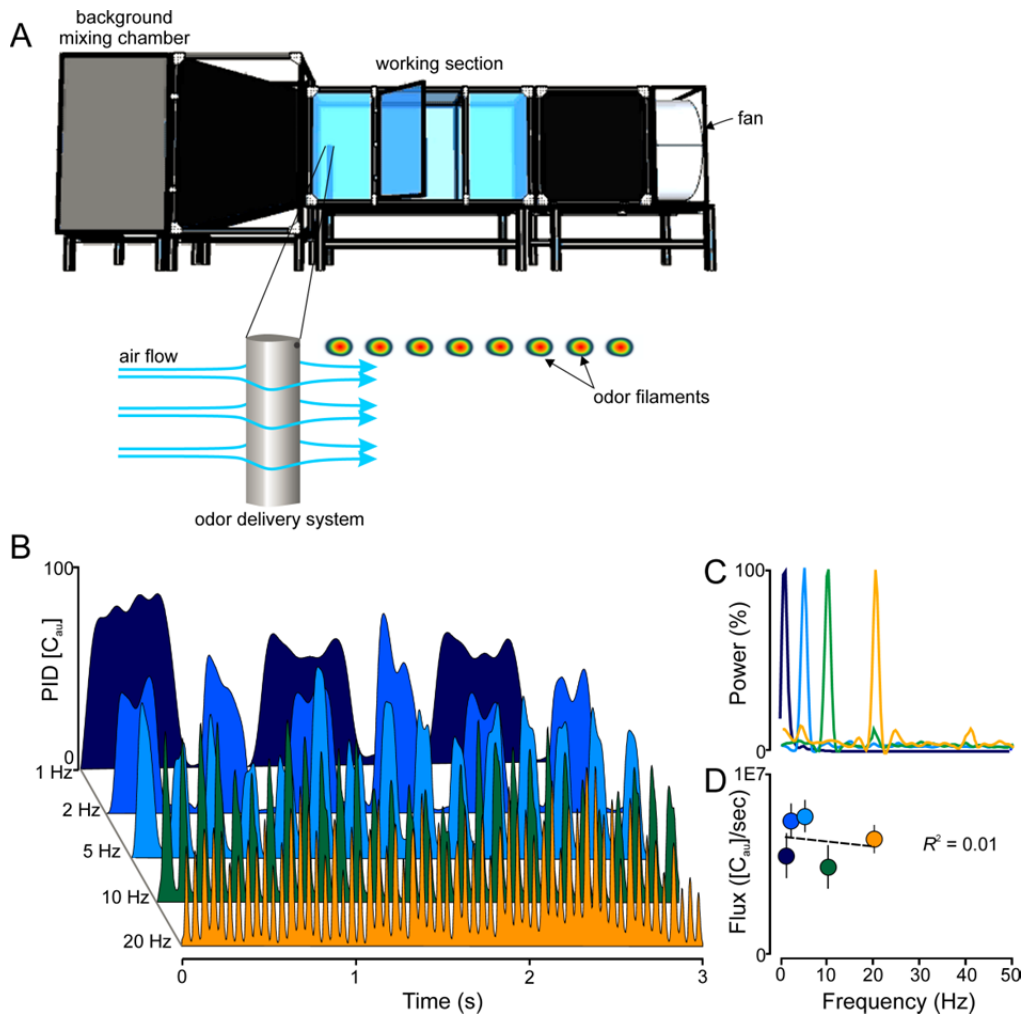 A
background
mixing chamber
working section
fan
air flow
odor filaments
odor delivery system
B
PID [C_au]
100
0
1 Hz
2 Hz
5 Hz
10 Hz
20 Hz
0
1
2
3
Time (s)
C
Power (%)
100
0
D
Flux ([C_au]/sec)
1E7
0
R² = 0.01
0
10
20
30
40
50
Frequency (Hz)